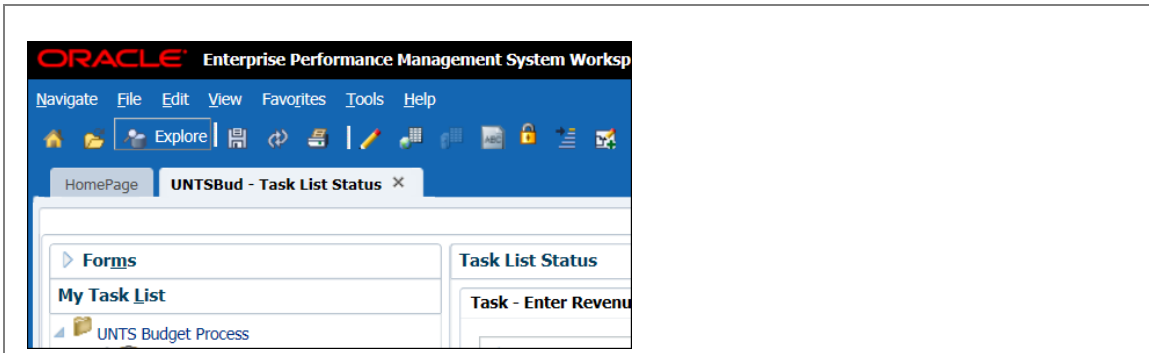 ORACLE Enterprise Performance Management System Worksp
Navigate File Edit View Favorites Tools Help
Explore
HomePage UNTSBud - Task List Status ×
Forms Task List Status
My Task List Task - Enter Revenu
UNTS Budget Process